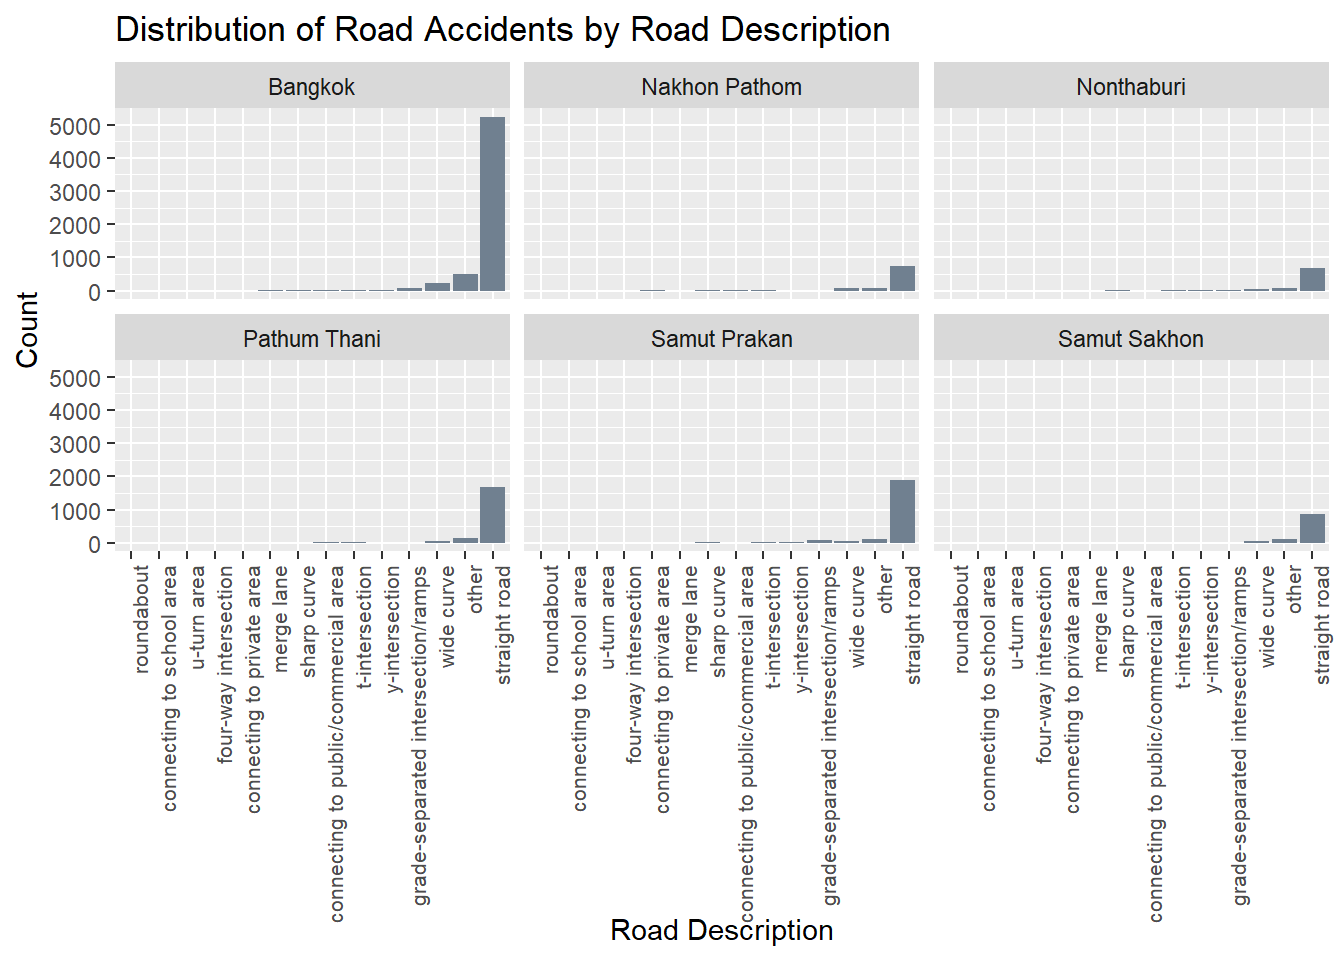 Distribution of Road Accidents by Road Description
Bangkok
Nakhon Pathom
Nonthaburi
5000
4000
3000
2000
1000
0
Count
Pathum Thani
Samut Prakan
Samut Sakhon
5000
4000
3000
2000
1000
0
roundabout
connecting to school area
u-turn area
four-way intersection
connecting to private area
merge lane
sharp curve
connecting to public/commercial area
t-intersection
y-intersection
grade-separated intersection/ramps
wide curve
other
straight road
roundabout
connecting to school area
u-turn area
four-way intersection
connecting to private area
merge lane
sharp curve
connecting to public/commercial area
t-intersection
y-intersection
grade-separated intersection/ramps
wide curve
other
straight road
roundabout
connecting to school area
u-turn area
four-way intersection
connecting to private area
merge lane
sharp curve
connecting to public/commercial area
t-intersection
y-intersection
grade-separated intersection/ramps
wide curve
other
straight road
Road Description